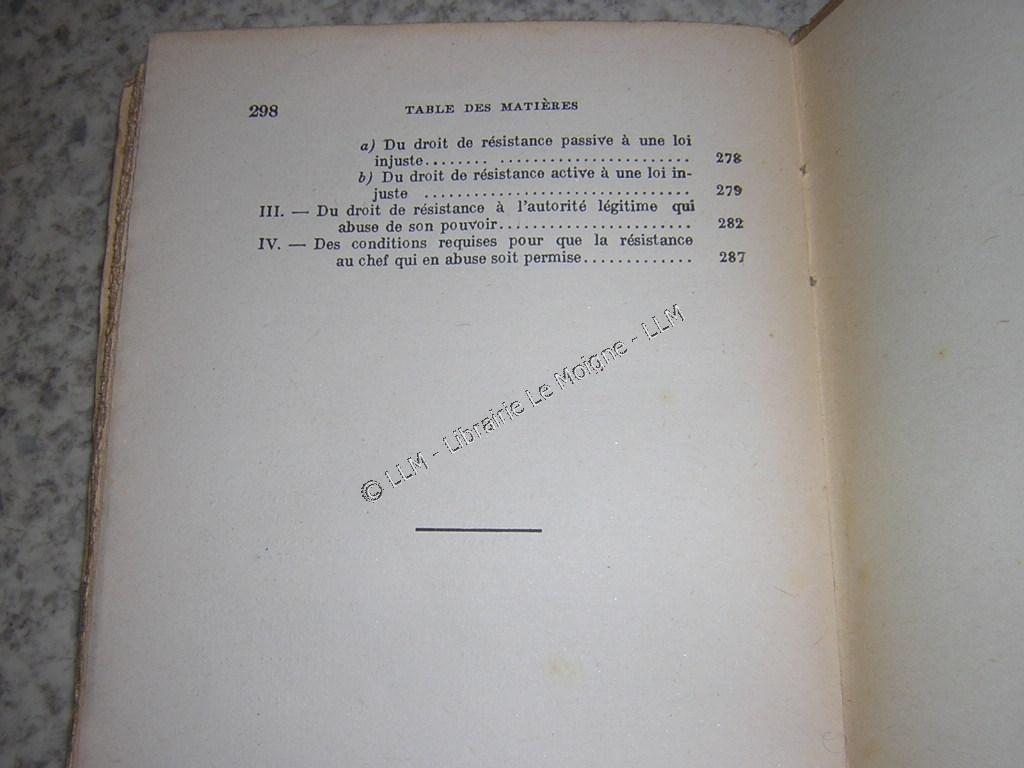 298 TABLE DES MATIÈRES
a) Du droit de résistance passive à une loi
injuste........ ........................ 278
b) Du droit de résistance active à une loi in-
juste ................................. 279
III. — Du droit de résistance à l'autorité légitime qui
abuse de son pouvoir........................ 282
IV. — Des conditions requises pour que la résistance
au chef qui en abuse soit permise............. 287
© LLM - Librairie Le Moigne - LLM